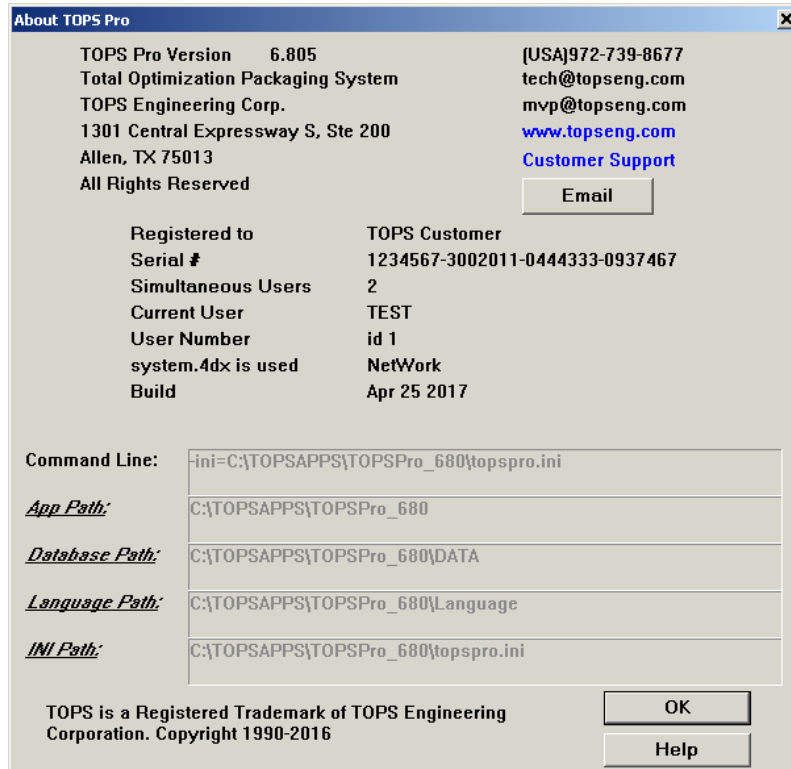 About TOPS Pro
TOPS Pro Version 6.805
Total Optimization Packaging System
TOPS Engineering Corp.
1301 Central Expressway S, Ste 200
Allen, TX 75013
All Rights Reserved
(USA)972-739-8677
tech@topseng.com
mvp@topseng.com
www.topseng.com
Customer Support
Email
Registered to TOPS Customer
Serial # 1234567-3002011-0444333-0937467
Simultaneous Users 2
Current User TEST
User Number id 1
system.4dx is used NetWork
Build Apr 25 2017
Command Line: -ini=C:\TOPSAPPS\TOPSPro_680\topspro.ini
App Path: C:\TOPSAPPS\TOPSPro_680
Database Path: C:\TOPSAPPS\TOPSPro_680\DATA
Language Path: C:\TOPSAPPS\TOPSPro_680\Language
INI Path: C:\TOPSAPPS\TOPSPro_680\topspro.ini
TOPS is a Registered Trademark of TOPS Engineering
Corporation. Copyright 1990-2016
OK
Help